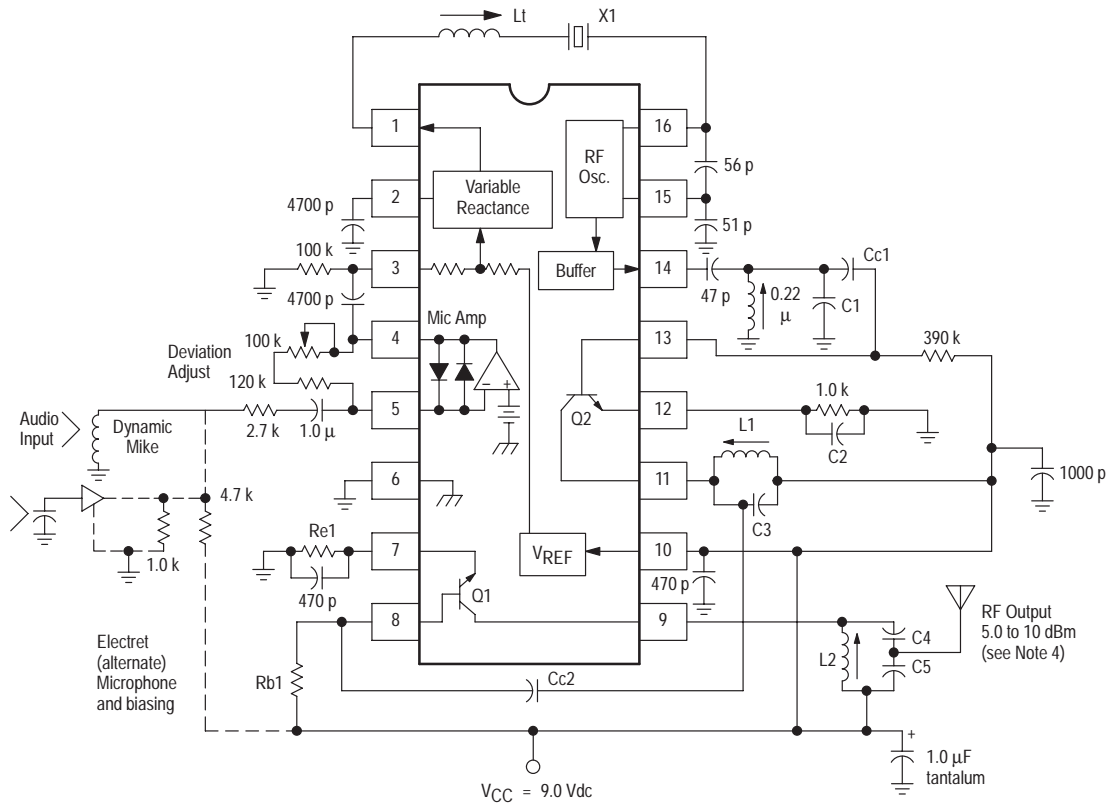 Lt
X1
1
16
RF
Osc.
56 p
Variable
Reactance
4700 p
2
15
51 p
100 k
3
Buffer
14
47 p
Cc1
0.22
μ
C1
4700 p
Mic Amp
100 k
4
13
390 k
Deviation
Adjust
120 k
–
+
1.0 k
Audio
Input
Dynamic
Mike
2.7 k
1.0 μ
5
Q2
12
C2
L1
4.7 k
6
11
C3
1000 p
1.0 k
Re1
7
VREF
10
470 p
470 p
Q1
8
9
RF Output
5.0 to 10 dBm
(see Note 4)
C4
L2
C5
Electret
(alternate)
Microphone
and biasing
Rb1
Cc2
+
1.0 μF
tantalum
VCC = 9.0 Vdc